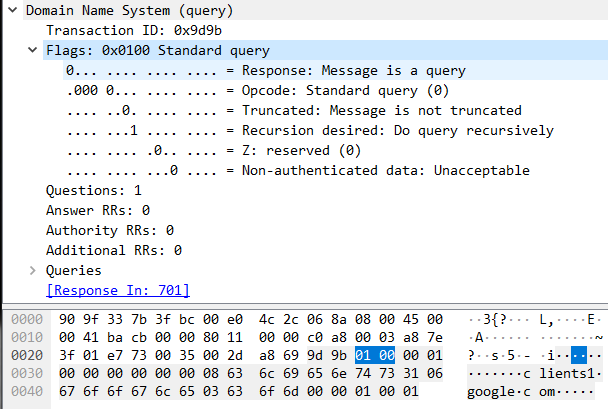 Domain Name System (query)
Transaction ID: 0x9d9b
Flags: 0x0100 Standard query
0... .... .... .... = Response: Message is a query
.000 0... .... .... = Opcode: Standard query (0)
.... ..0. .... .... = Truncated: Message is not truncated
.... ...1 .... .... = Recursion desired: Do query recursively
.... .... .0.. .... = Z: reserved (0)
.... .... ...0 .... = Non-authenticated data: Unacceptable
Questions: 1
Answer RRs: 0
Authority RRs: 0
Additional RRs: 0
Queries
[Response In: 701]
0000 90 9f 33 7b 3f bc 00 e0 4c 2c 06 8a 08 00 45 00 ··3{?···L,····E·
0010 00 41 ba cb 00 00 80 11 00 00 c0 a8 00 03 a8 7e ·A·············~
0020 3f 01 e7 73 00 35 00 2d a8 69 9d 9b 01 00 00 01 ?··s·5·-·i······
0030 00 00 00 00 00 00 08 63 6c 69 65 6e 74 73 31 06 ·······clients1·
0040 67 6f 6f 67 6c 65 03 63 6f 6d 00 00 01 00 01 google·com·····